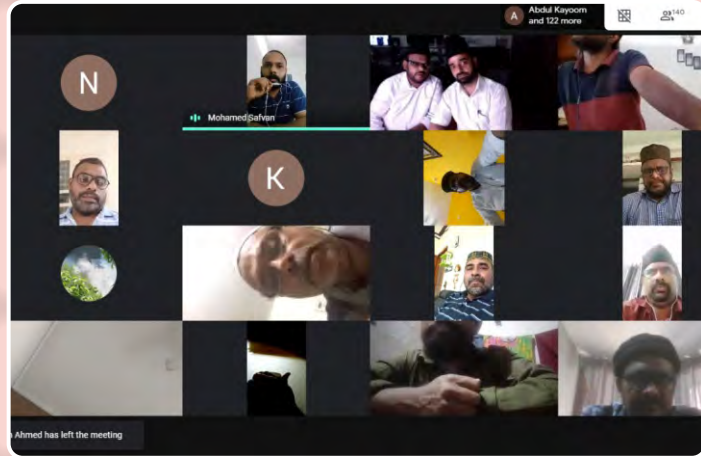 A
Abdul Kayoom
and 122 more
140
N
Mohamed Safvan
K
Ahmed has left the meeting